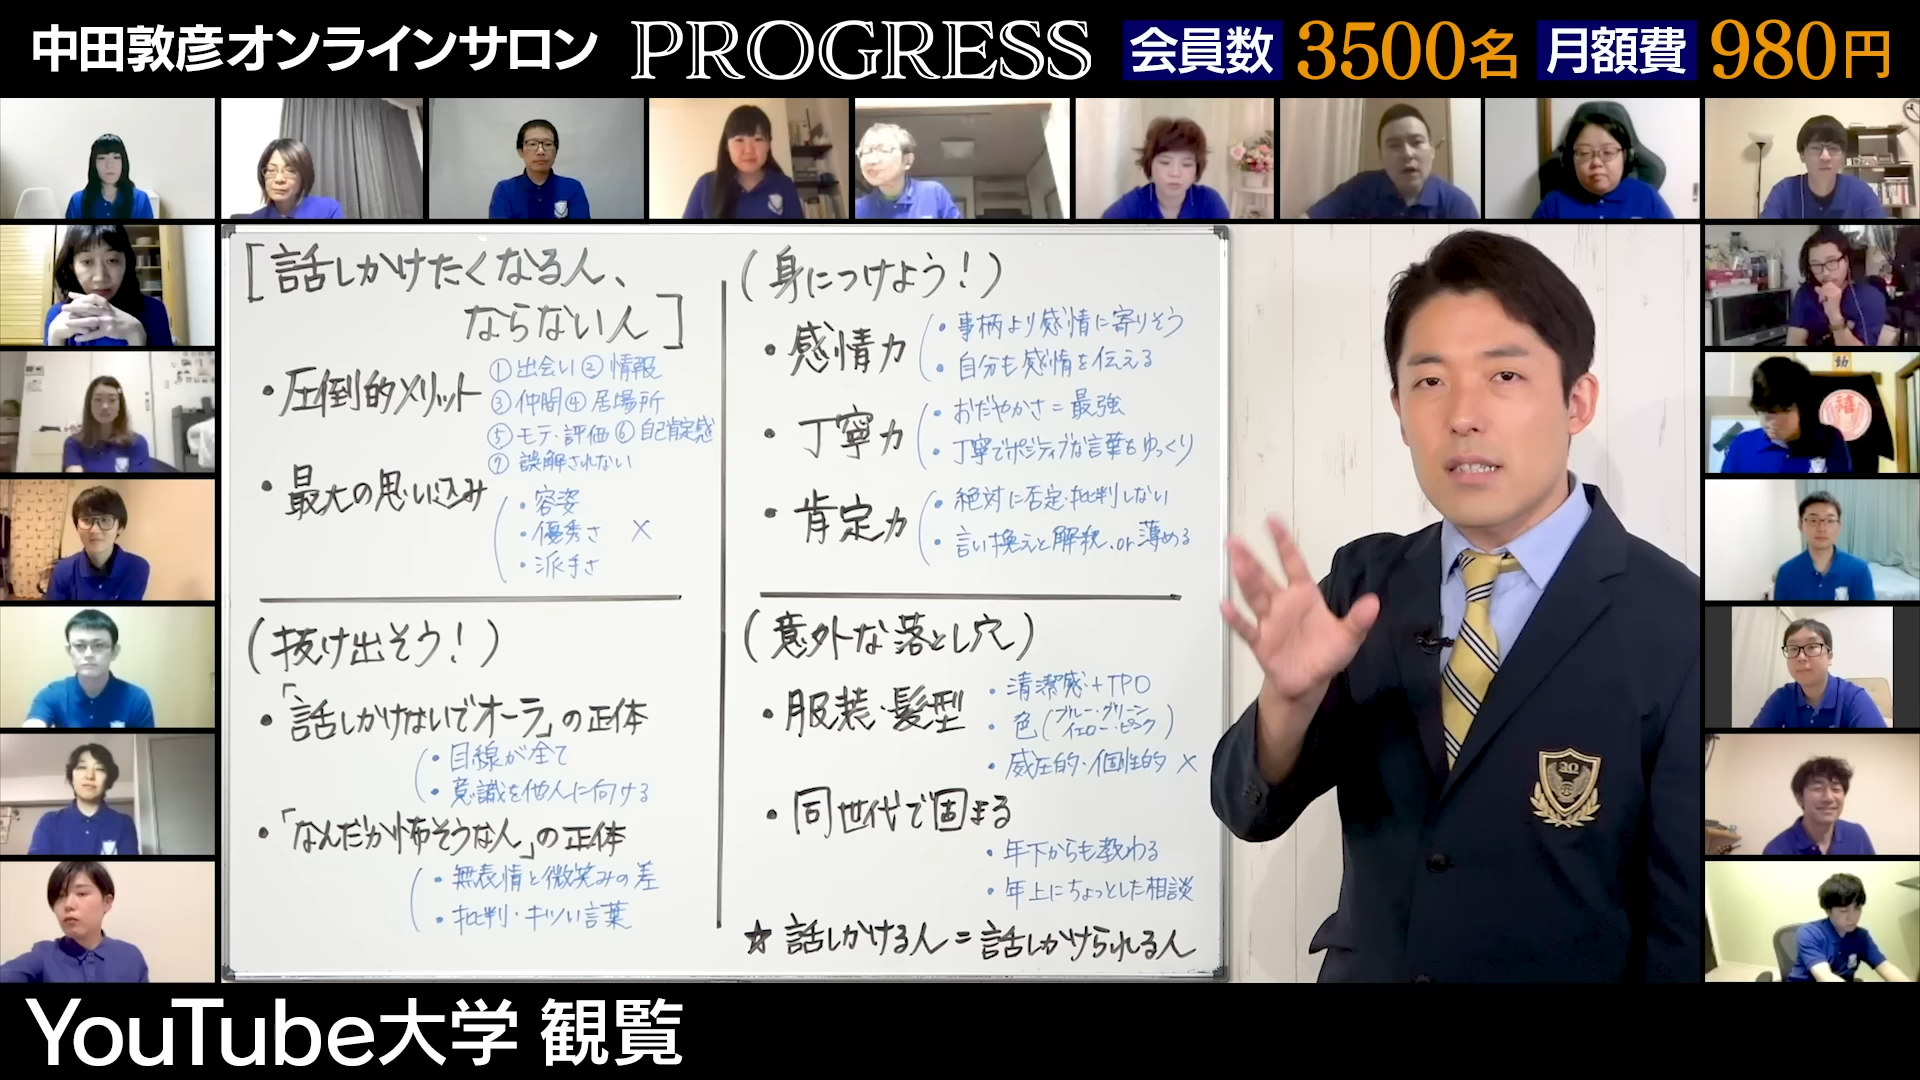 中田敦彦オンラインサロン PROGRESS 会員数 3500名 月額費 980円
[話しかけたくなる人、
ならない人]
・圧倒的メリット
①出会い ②情報
③仲間 ④居場所
⑤モテ・評価 ⑥自己肯定感
⑦誤解されない
・最大の思い込み
・容姿
・優秀さ ×
・派手さ
(身につけよう!)
・感情力
・事柄より感情に寄りそう
・自分も感情を伝える
・丁寧力
・おだやかさ=最強
・丁寧でポジティブな言葉をゆっくり
・肯定力
・絶対に否定・批判しない
・言い換えと解釈.or薄める
(抜け出そう!)
・「話しかけないでオーラ」の正体
・目線が全て
・意識を他人に向ける
・「なんだか怖そうな人」の正体
・無表情と微笑みの差
・批判・キツい言葉
(意外な落とし穴)
・服装・髪型
・清潔感+TPO
・色(ブルー・グリーン
イエロー・ピンク)
・威圧的・個性的 ×
・同世代で固まる
・年下からも教わる
・年上にちょっとした相談
☆話しかける人=話しかけられる人
YouTube大学 観覧